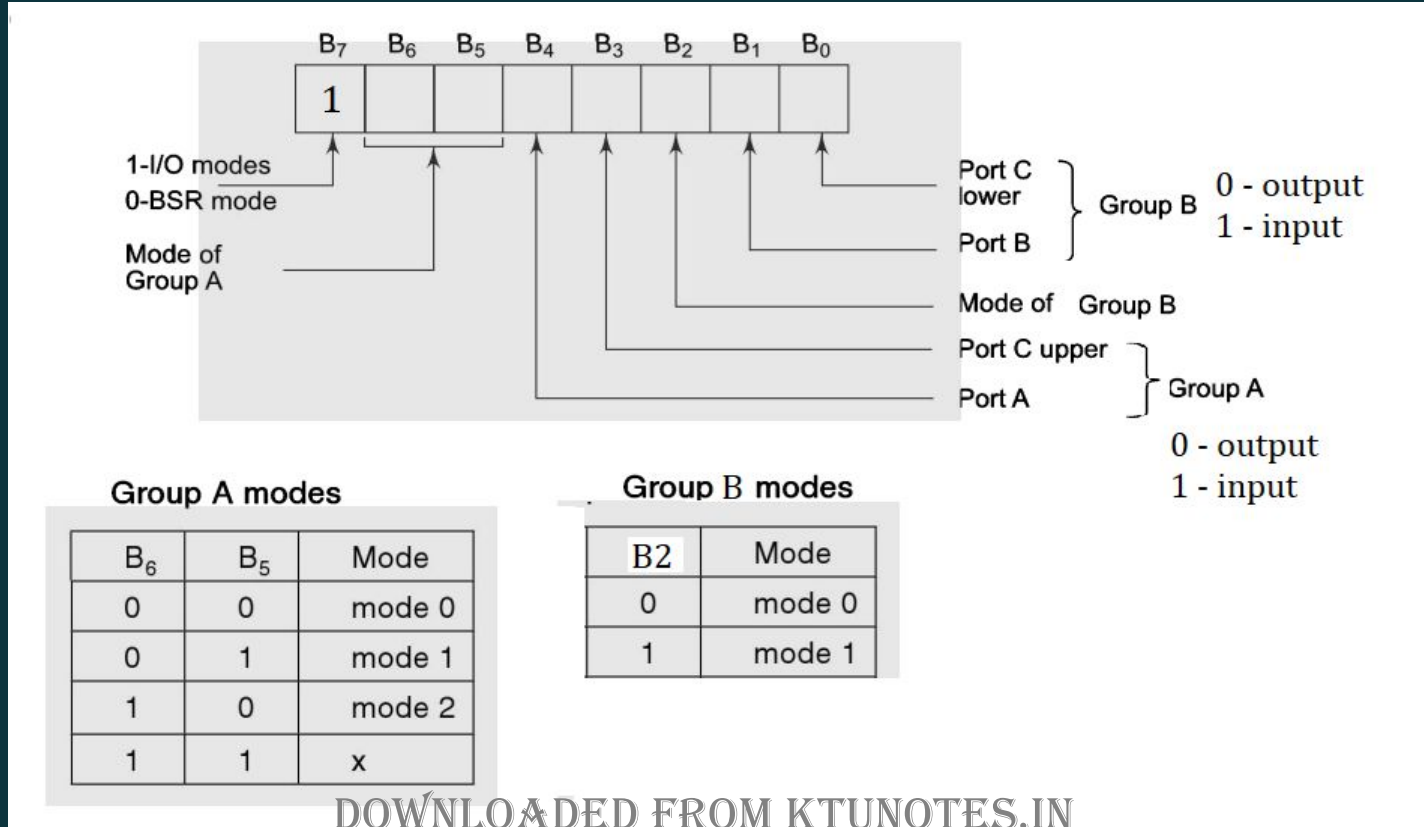 B7 B6 B5 B4 B3 B2 B1 B0
1
1-I/O modes
0-BSR mode
Mode of
Group A
Port C
lower
Port B
Group B
0 - output
1 - input
Mode of Group B
Port C upper
Port A
Group A
0 - output
1 - input
Group A modes
B6 B5 Mode
0 0 mode 0
0 1 mode 1
1 0 mode 2
1 1 x
Group B modes
B2 Mode
0 mode 0
1 mode 1
DOWNLOADED FROM KTUNOTES.IN